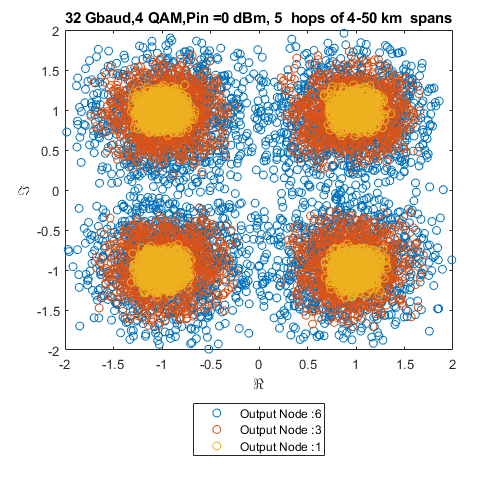 32 Gbaud,4 QAM,Pin =0 dBm, 5 hops of 4-50 km spans
2
1.5
1
0.5
0
-0.5
-1
-1.5
-2
ℑ
-2 -1.5 -1 -0.5 0 0.5 1 1.5 2
ℜ
Output Node :6
Output Node :3
Output Node :1